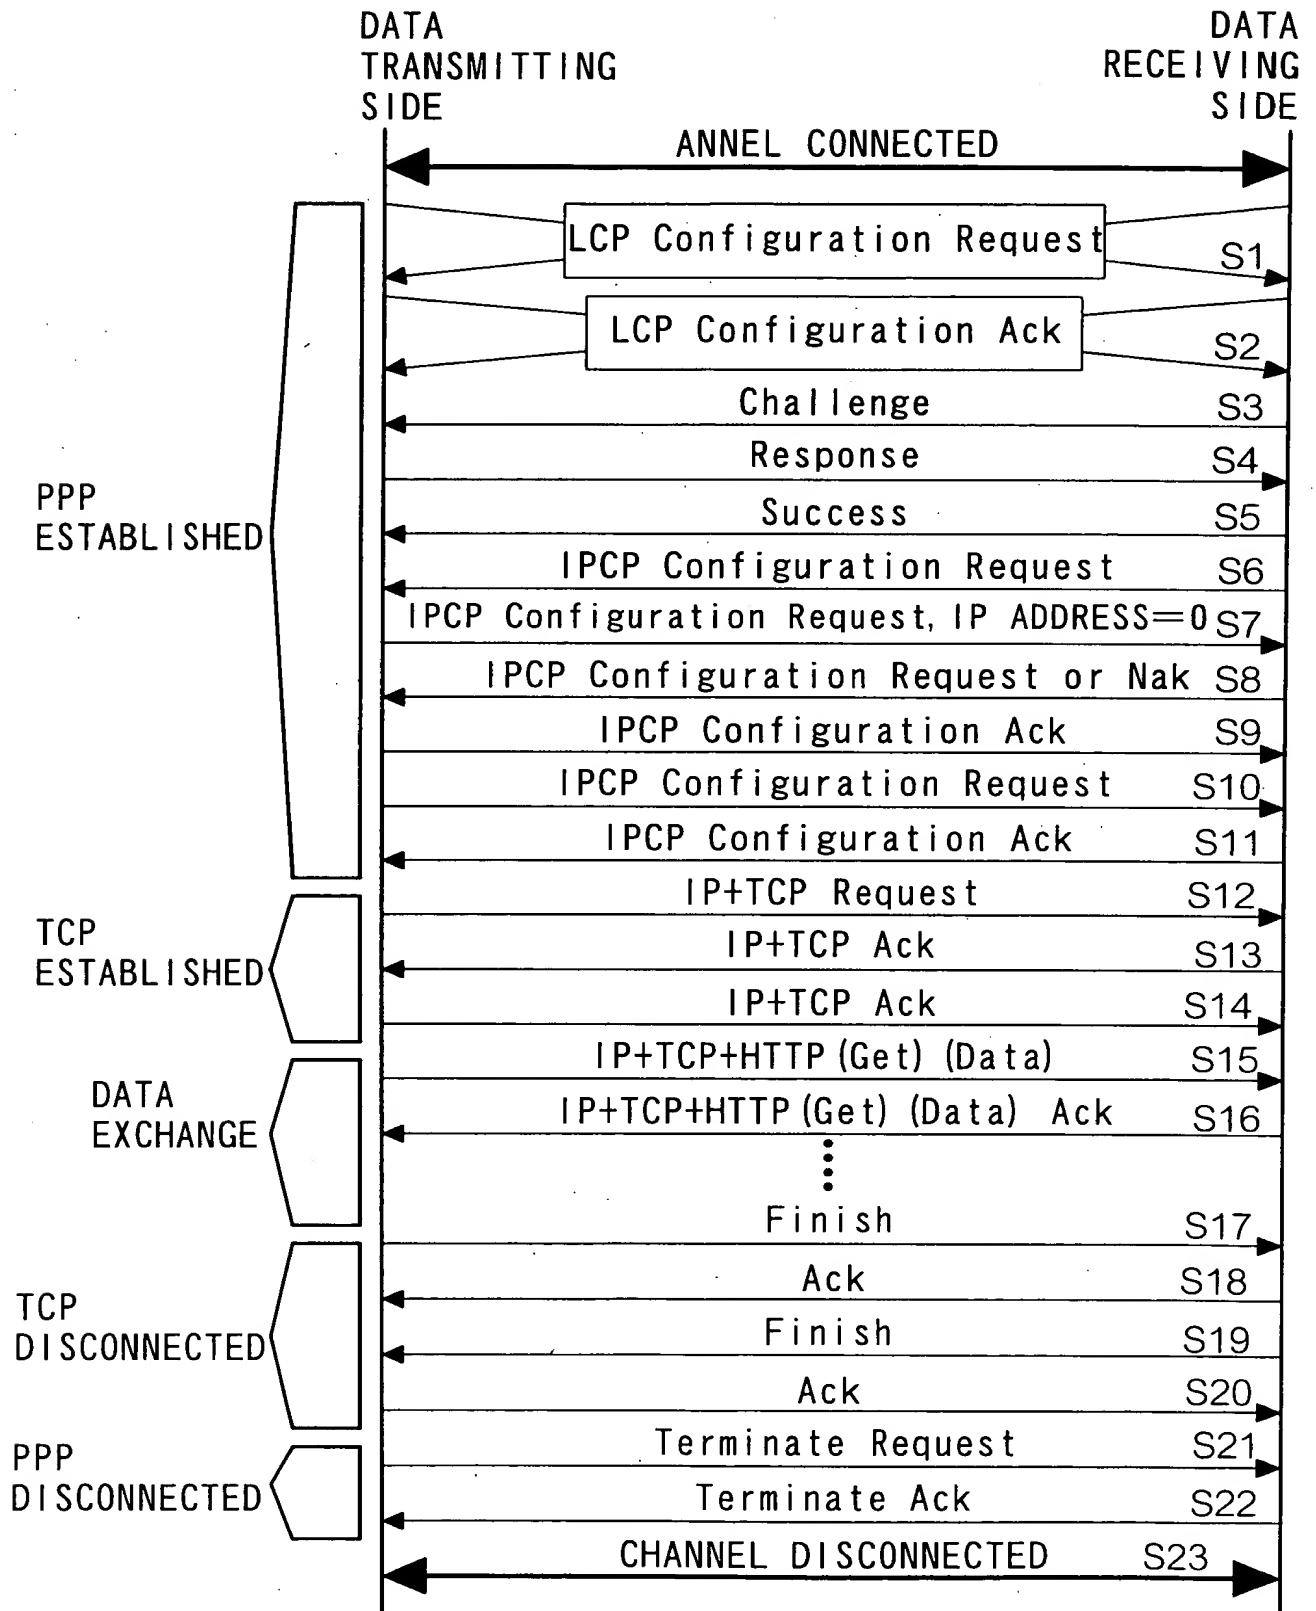 DATA
TRANSMITTING
SIDE
DATA
RECEIVING
SIDE
ANNEL CONNECTED
LCP Configuration Request S1
LCP Configuration Ack S2
Challenge S3
Response S4
PPP
ESTABLISHED
Success S5
IPCP Configuration Request S6
IPCP Configuration Request, IP ADDRESS=0 S7
IPCP Configuration Request or Nak S8
IPCP Configuration Ack S9
IPCP Configuration Request S10
IPCP Configuration Ack S11
IP+TCP Request S12
TCP
ESTABLISHED
IP+TCP Ack S13
IP+TCP Ack S14
IP+TCP+HTTP(Get)(Data) S15
DATA
EXCHANGE
IP+TCP+HTTP(Get)(Data) Ack S16
Finish S17
Ack S18
TCP
DISCONNECTED
Finish S19
Ack S20
Terminate Request S21
PPP
DISCONNECTED
Terminate Ack S22
CHANNEL DISCONNECTED S23